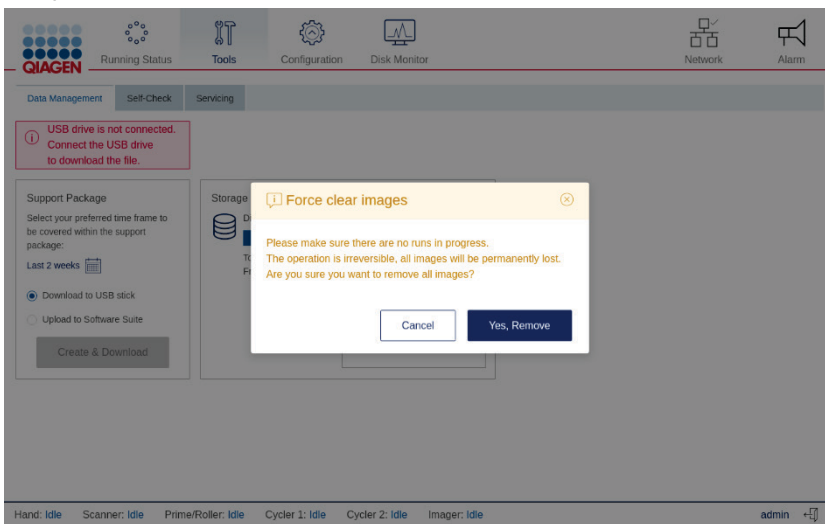 QIAGEN
Running Status
Tools
Configuration
Disk Monitor
Network
Alarm
Data Management
Self-Check
Servicing
USB drive is not connected.
Connect the USB drive
to download the file.
Support Package
Select your preferred time frame to
be covered within the support
package:
Last 2 weeks
Download to USB stick
Upload to Software Suite
Create & Download
Storage
Force clear images
Please make sure there are no runs in progress.
The operation is irreversible, all images will be permanently lost.
Are you sure you want to remove all images?
Cancel
Yes, Remove
Hand: Idle Scanner: Idle Prime/Roller: Idle Cycler 1: Idle Cycler 2: Idle Imager: Idle admin